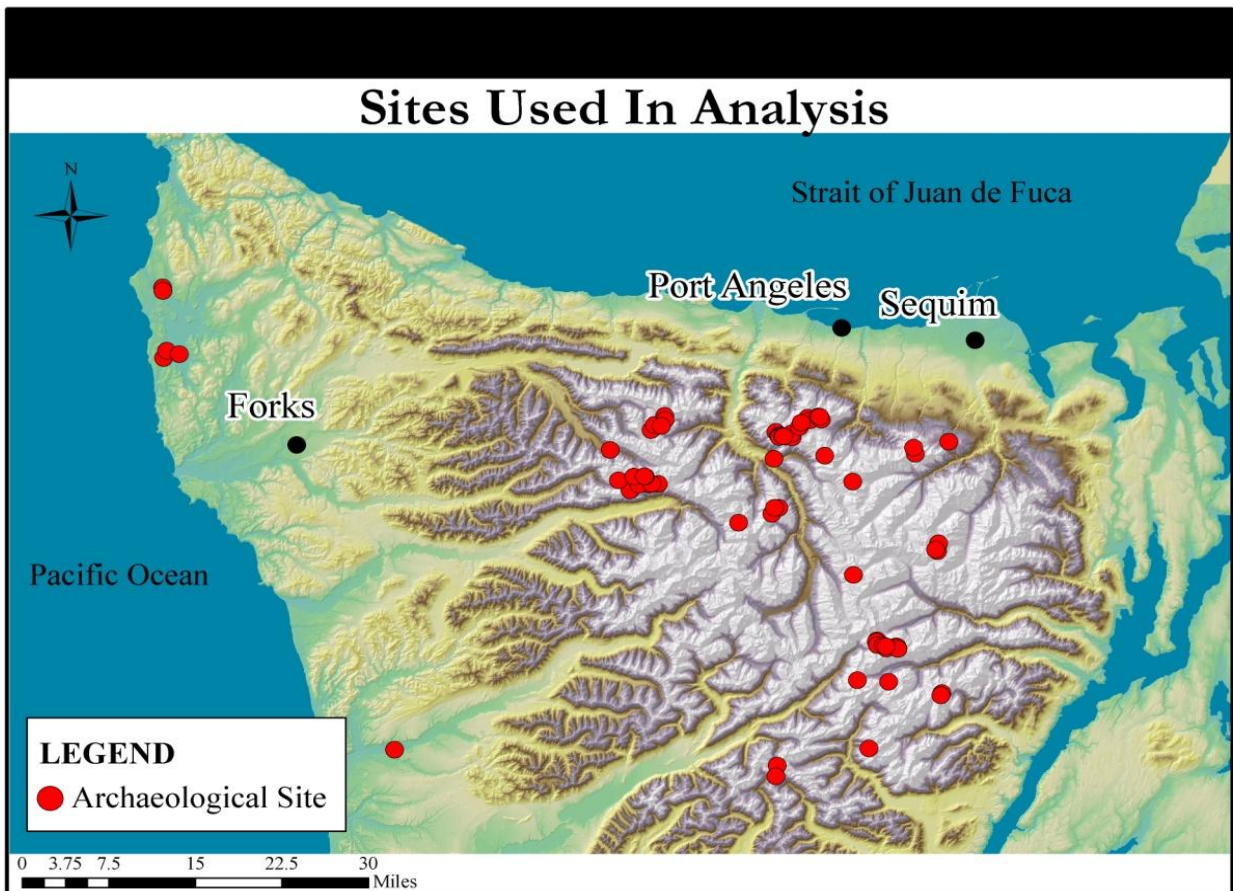 Sites Used In Analysis
N
Strait of Juan de Fuca
Port Angeles
Sequim
Forks
Pacific Ocean
LEGEND
Archaeological Site
0 3.75 7.5 15 22.5 30
Miles